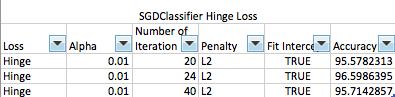 SGDClassifier Hinge Loss
Loss Alpha Number of Iteration Penalty Fit Interce Accuracy
Hinge 0.01 20 L2 TRUE 95.5782313
Hinge 0.01 24 L2 TRUE 96.5986395
Hinge 0.01 40 L2 TRUE 95.7142857